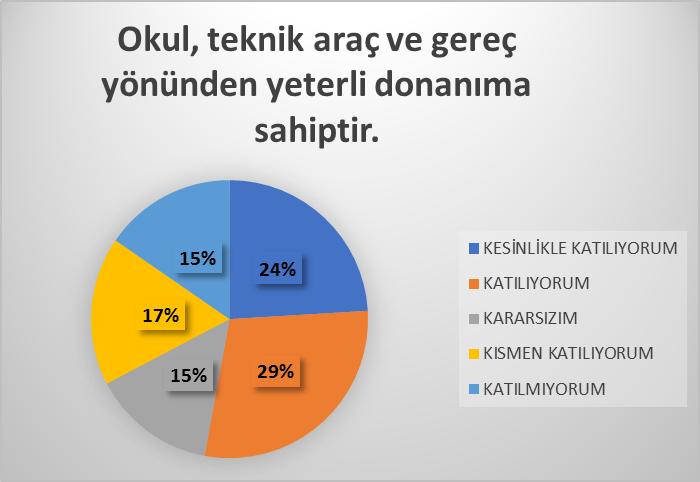 Okul, teknik araç ve gereç
yönünden yeterli donanıma
sahiptir.
24%
29%
15%
17%
15%
KESİNLİKLE KATILIYORUM
KATILIYORUM
KARARSIZIM
KISMEN KATILIYORUM
KATILMIYORUM